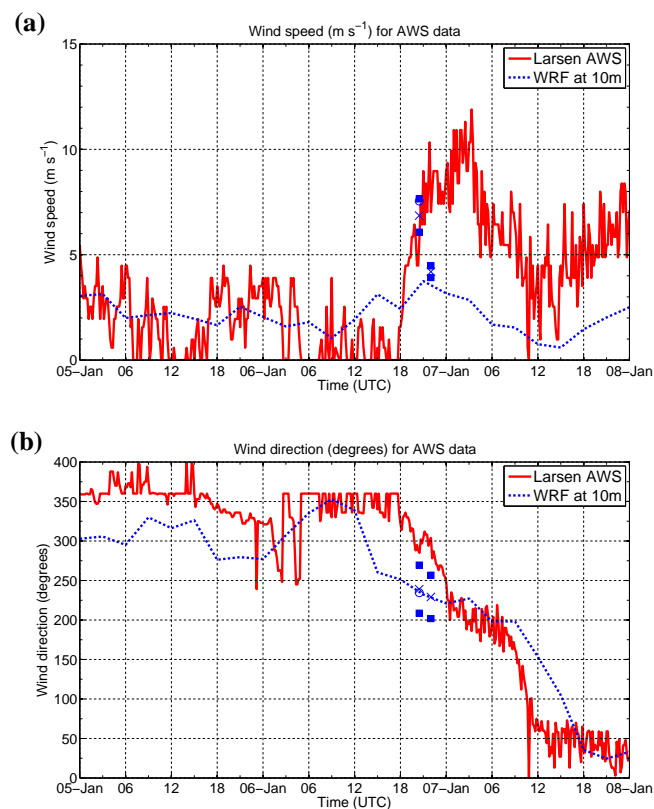 (a)
Wind speed (m s⁻¹) for AWS data
15
10
5
0
Wind speed (m s⁻¹)
Larsen AWS
WRF at 10m
05–Jan 06 12 18 06–Jan 06 12 18 07–Jan 06 12 18 08–Jan
Time (UTC)
(b)
Wind direction (degrees) for AWS data
400
350
300
250
200
150
100
50
0
Wind direction (degrees)
Larsen AWS
WRF at 10m
05–Jan 06 12 18 06–Jan 06 12 18 07–Jan 06 12 18 08–Jan
Time (UTC)